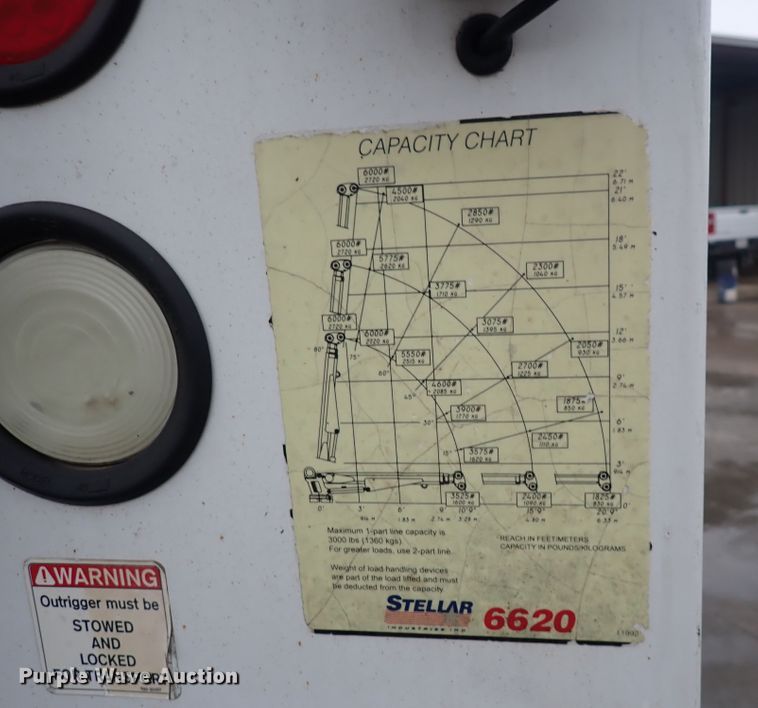 CAPACITY CHART
6000#
2720 KG
22'
6.71 M
21'
6.40 M
4500#
2040 KG
2850#
1290 KG
18'
5.49 M
6000#
2720 KG
5775#
2620 KG
2300#
1040 KG
3775#
1710 KG
15'
4.57 M
6000#
2720 KG
6000#
2720 KG
3075#
1395 KG
12'
3.66 M
2050#
930 KG
80°
75°
5550#
2515 KG
60°
2700#
1225 KG
9'
2.74 M
4600#
2085 KG
45°
3900#
1770 KG
30°
1875#
850 KG
6'
1.83 M
2450#
1110 KG
15°
3575#
1620 KG
3'
914 M
3525#
1600 KG
2400#
1090 KG
1825#
830 KG
0'
0'
3'
6'
9'
10'9"
15'9"
20'9"
914 M
1.83 M
2.74 M
3.28 M
4.80 M
6.33 M
Maximum 1-part line capacity is
3000 lbs (1360 kgs).
For greater loads, use 2-part line.
REACH IN FEET/METERS
CAPACITY IN POUNDS/KILOGRAMS
Weight of load handling devices
are part of the load lifted and must
be deducted from the capacity.
STELLAR
INDUSTRIES INC
6620
WARNING
Outrigger must be
STOWED
AND
LOCKED
Purple Wave Auction